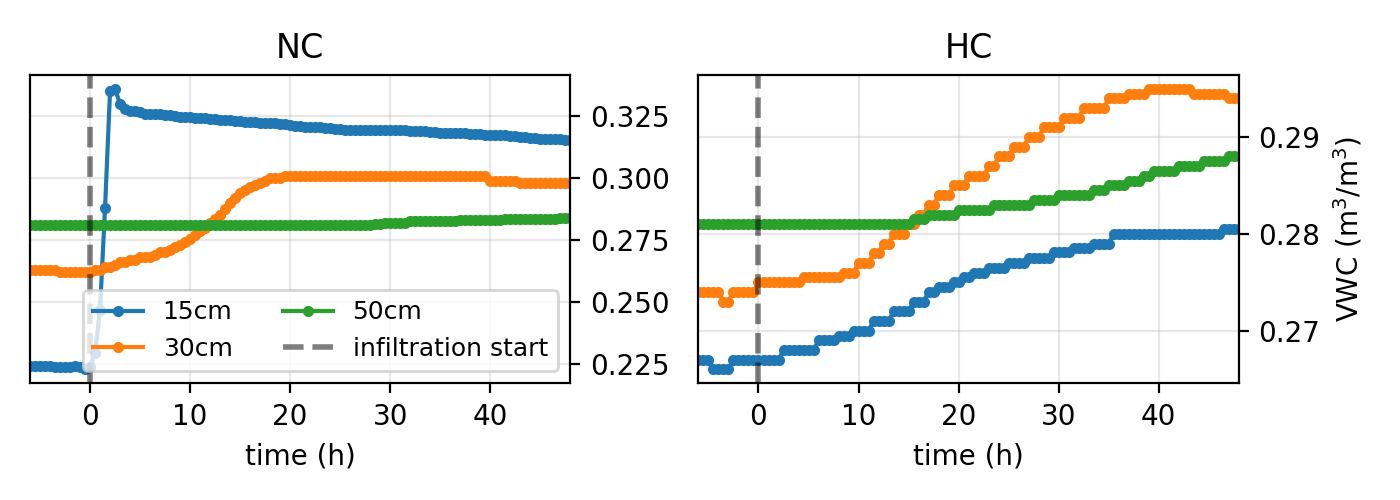 NC
HC
0.325
0.300
0.275
0.250
0.225
15cm
30cm
50cm
infiltration start
0 10 20 30 40
time (h)
0.29
0.28
0.27
VWC (m³/m³)
0 10 20 30 40
time (h)